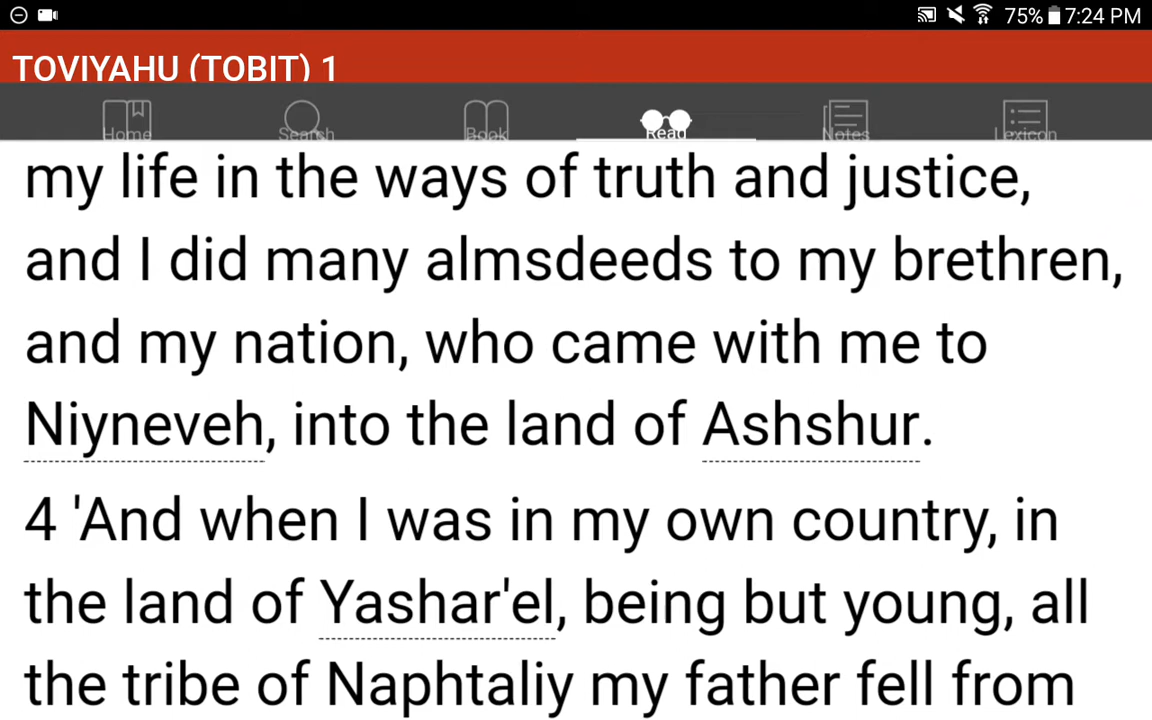 75% 7:24 PM
TOVIYAHU (TOBIT) 1
Home Search Book Read Notes Lexicon
my life in the ways of truth and justice,
and I did many almsdeeds to my brethren,
and my nation, who came with me to
Niyneveh, into the land of Ashshur.
4 'And when I was in my own country, in
the land of Yashar'el, being but young, all
the tribe of Naphtaliy my father fell from